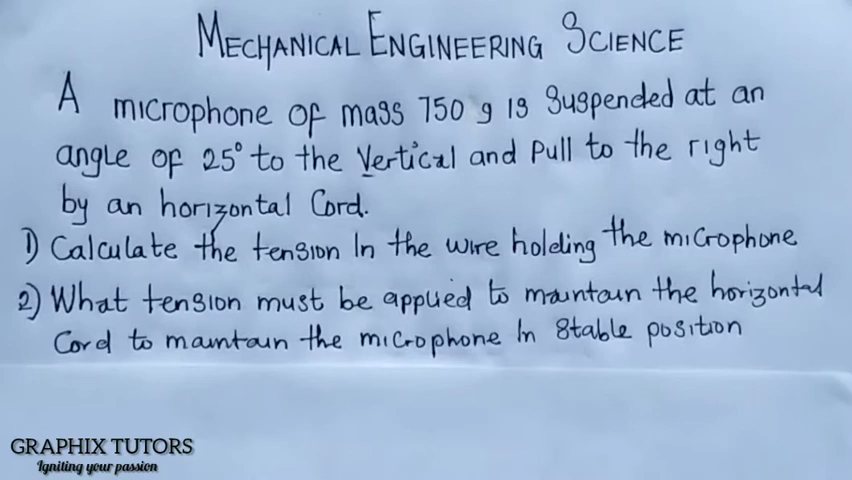 MECHANICAL ENGINEERING SCIENCE
A microphone of mass 750 g is suspended at an
angle of 25° to the vertical and pull to the right
by an horizontal Cord.
1) Calculate the tension in the wire holding the microphone
2) What tension must be applied to maintain the horizontal
Cord to maintain the microphone in stable position
GRAPHIX TUTORS
Igniting your passion